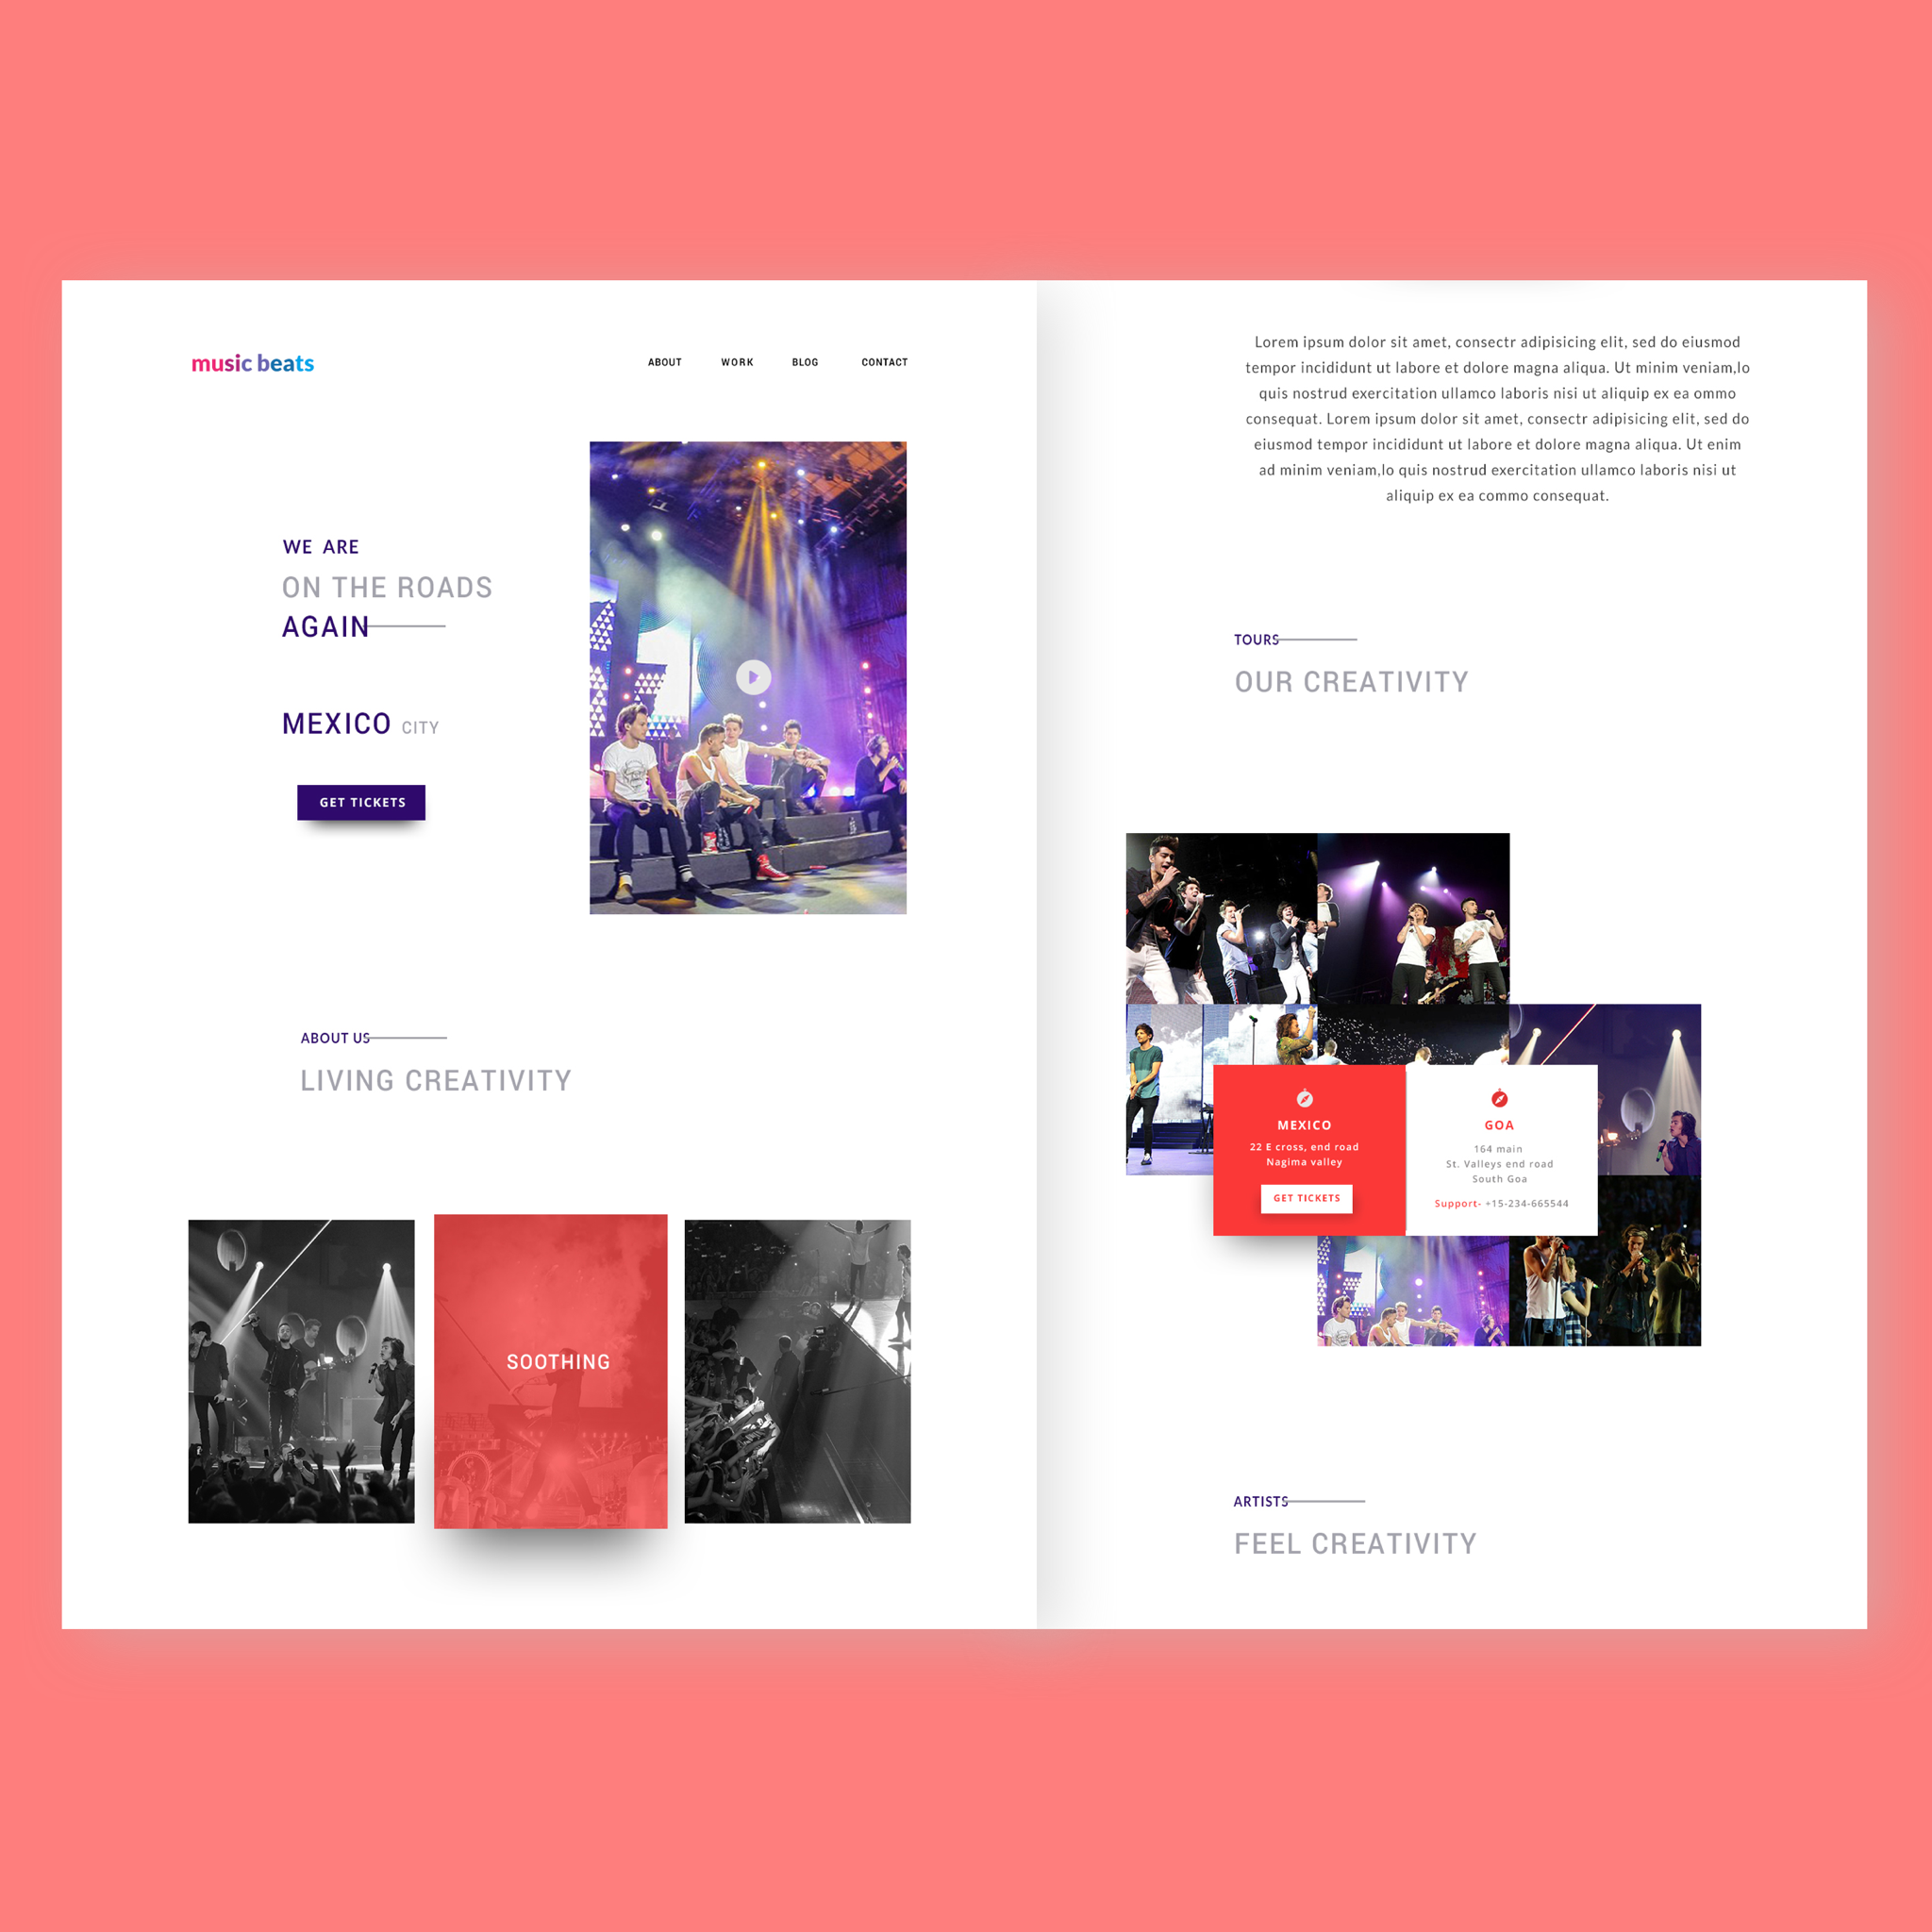 music beats
ABOUT WORK BLOG CONTACT
WE ARE
ON THE ROADS
AGAIN
MEXICO CITY
GET TICKETS
ABOUT US
LIVING CREATIVITY
SOOTHING
Lorem ipsum dolor sit amet, consectr adipisicing elit, sed do eiusmod
tempor incididunt ut labore et dolore magna aliqua. Ut minim veniam,lo
quis nostrud exercitation ullamco laboris nisi ut aliquip ex ea ommo
consequat. Lorem ipsum dolor sit amet, consectr adipisicing elit, sed do
eiusmod tempor incididunt ut labore et dolore magna aliqua. Ut enim
ad minim veniam,lo quis nostrud exercitation ullamco laboris nisi ut
aliquip ex ea commo consequat.
TOURS
OUR CREATIVITY
MEXICO
22 E cross, end road
Nagima valley
GET TICKETS
GOA
164 main
St. Valleys end road
South Goa
Support- +15-234-665544
ARTISTS
FEEL CREATIVITY